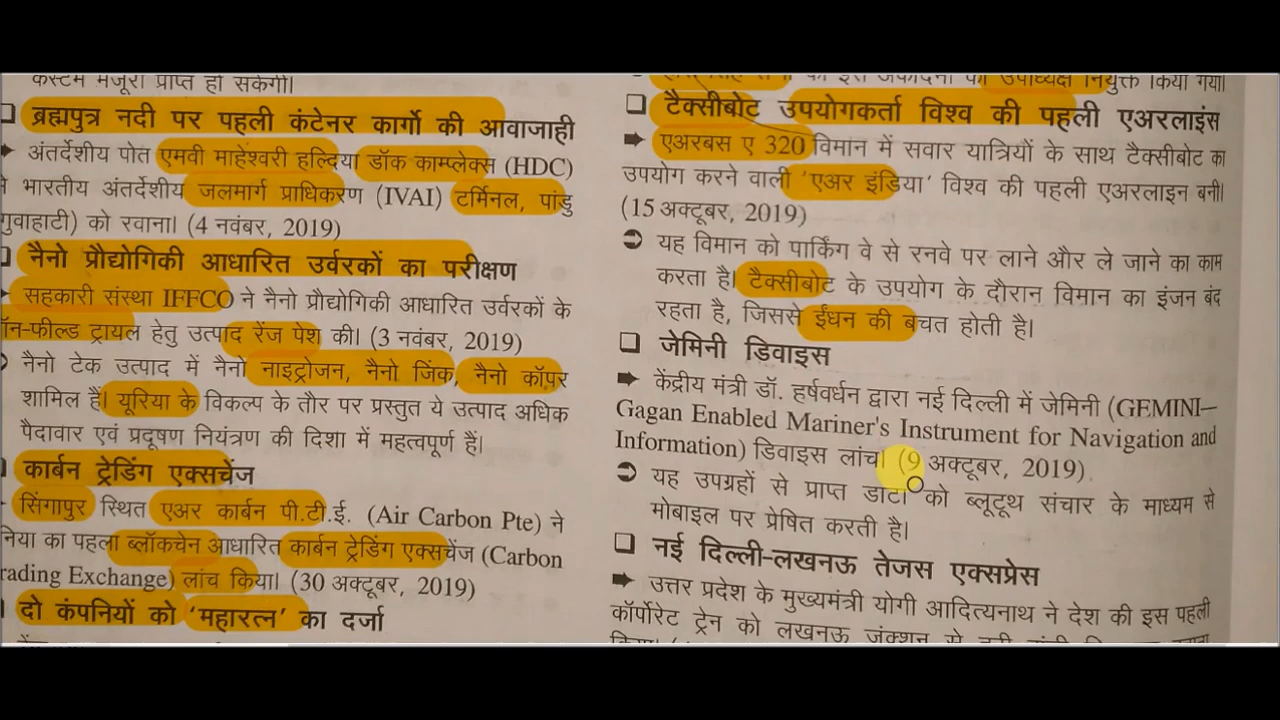 कस्टम मंजूरी प्राप्त हो सकेगी।
❑ ब्रह्मपुत्र नदी पर पहली कंटेनर कार्गो की आवाजाही
➡ अंतर्देशीय पोत एमवी माहेश्वरी हल्दिया डॉक काम्प्लेक्स (HDC)
भारतीय अंतर्देशीय जलमार्ग प्राधिकरण (IVAI) टर्मिनल, पांडु
गुवाहाटी) को रवाना। (4 नवंबर, 2019)
❑ नैनो प्रौद्योगिकी आधारित उर्वरकों का परीक्षण
➡ सहकारी संस्था IFFCO ने नैनो प्रौद्योगिकी आधारित उर्वरकों के
ऑन-फील्ड ट्रायल हेतु उत्पाद रेंज पेश की। (3 नवंबर, 2019)
⊃ नैनो टेक उत्पाद में नैनो नाइट्रोजन, नैनो जिंक, नैनो कॉपर
शामिल हैं। यूरिया के विकल्प के तौर पर प्रस्तुत ये उत्पाद अधिक
पैदावार एवं प्रदूषण नियंत्रण की दिशा में महत्वपूर्ण हैं।
❑ कार्बन ट्रेडिंग एक्सचेंज
➡ सिंगापुर स्थित एअर कार्बन पी.टी.ई. (Air Carbon Pte) ने
निया का पहला ब्लॉकचेन आधारित कार्बन ट्रेडिंग एक्सचेंज (Carbon
rading Exchange) लांच किया। (30 अक्टूबर, 2019)
❑ दो कंपनियों को 'महारत्न' का दर्जा
उपाध्यक्ष नियुक्त किया गया।
❑ टैक्सीबोट उपयोगकर्ता विश्व की पहली एअरलाइंस
➡ एअरबस ए 320 विमान में सवार यात्रियों के साथ टैक्सीबोट का
उपयोग करने वाली 'एअर इंडिया' विश्व की पहली एअरलाइन बनी।
(15 अक्टूबर, 2019)
⊃ यह विमान को पार्किंग वे से रनवे पर लाने और ले जाने का काम
करता है। टैक्सीबोट के उपयोग के दौरान विमान का इंजन बंद
रहता है, जिससे ईंधन की बचत होती है।
❑ जेमिनी डिवाइस
➡ केंद्रीय मंत्री डॉ. हर्षवर्धन द्वारा नई दिल्ली में जेमिनी (GEMINI–
Gagan Enabled Mariner's Instrument for Navigation and
Information) डिवाइस लांच। (9 अक्टूबर, 2019)
⊃ यह उपग्रहों से प्राप्त डाटा को ब्लूटूथ संचार के माध्यम से
मोबाइल पर प्रेषित करती है।
❑ नई दिल्ली-लखनऊ तेजस एक्सप्रेस
➡ उत्तर प्रदेश के मुख्यमंत्री योगी आदित्यनाथ ने देश की इस पहली
कॉर्पोरेट ट्रेन को लखनऊ जंक्शन से